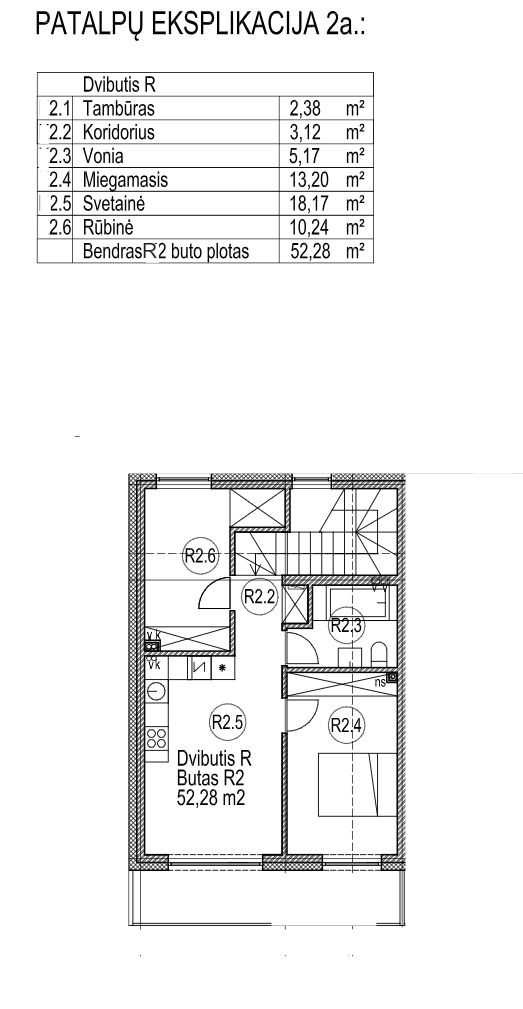 PATALPŲ EKSPLIKACIJA 2a.:
Dvibutis R
2.1 Tambūras 2,38 m²
2.2 Koridorius 3,12 m²
2.3 Vonia 5,17 m²
2.4 Miegamasis 13,20 m²
2.5 Svetainė 18,17 m²
2.6 Rūbinė 10,24 m²
BendrasR2 buto plotas 52,28 m²
R2.6
R2.2
R2,3
v k
vk
ns
R2.5
R2,4
Dvibutis R
Butas R2
52,28 m2